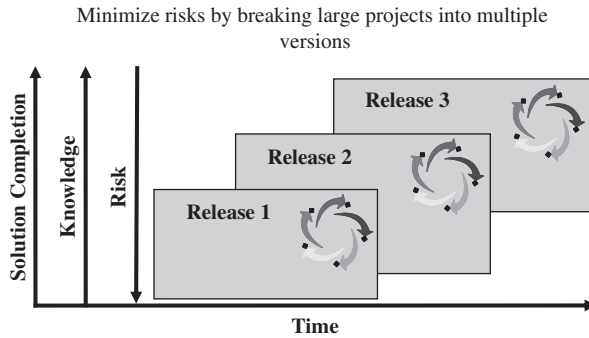 Minimize risks by breaking large projects into multiple
versions
Solution Completion
Knowledge
Risk
Release 3
Release 2
Release 1
Time